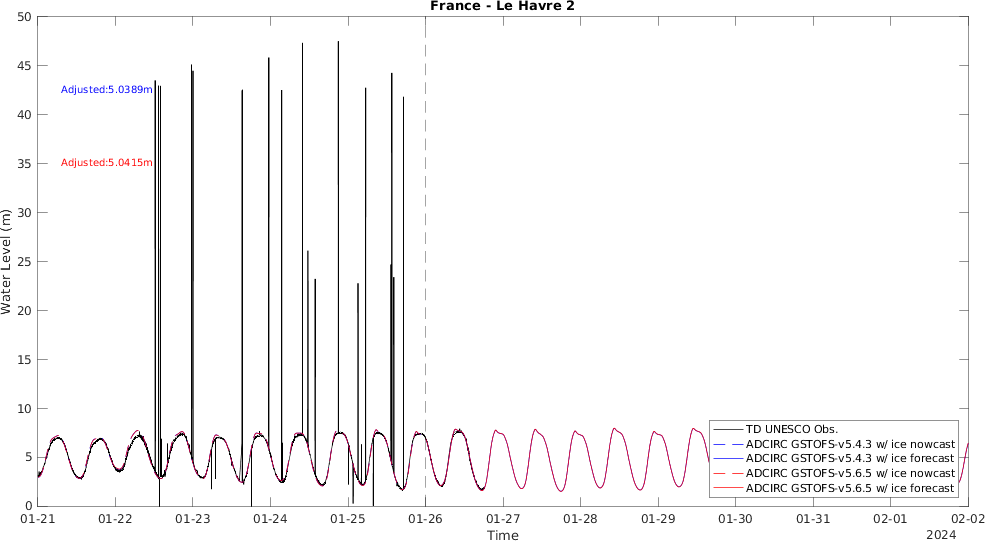 France - Le Havre 2
50
45
40
35
30
25
20
15
10
5
0
Water Level (m)
Adjusted:5.0389m
Adjusted:5.0415m
TD UNESCO Obs.
ADCIRC GSTOFS-v5.4.3 w/ ice nowcast
ADCIRC GSTOFS-v5.4.3 w/ ice forecast
ADCIRC GSTOFS-v5.6.5 w/ ice nowcast
ADCIRC GSTOFS-v5.6.5 w/ ice forecast
01-21 01-22 01-23 01-24 01-25 01-26 01-27 01-28 01-29 01-30 01-31 02-01 02-02
Time
2024